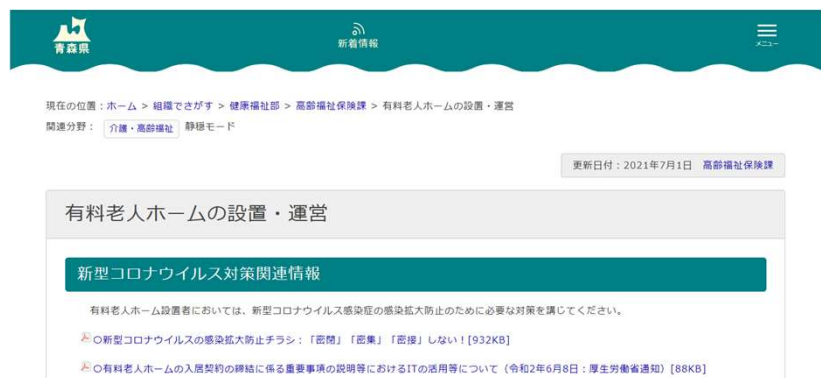 青森県
新着情報
メニュー
現在の位置：ホーム > 組織でさがす > 健康福祉部 > 高齢福祉保険課 > 有料老人ホームの設置・運営
関連分野： 介護・高齢福祉 静穏モード
更新日付：2021年7月1日 高齢福祉保険課
有料老人ホームの設置・運営
新型コロナウイルス対策関連情報
有料老人ホーム設置者においては、新型コロナウイルス感染症の感染拡大防止のために必要な対策を講じてください。
○新型コロナウイルスの感染拡大防止チラシ：「密閉」「密集」「密接」しない！[932KB]
○有料老人ホームの入居契約の締結に係る重要事項の説明等におけるITの活用等について（令和2年6月8日：厚生労働省通知）[88KB]